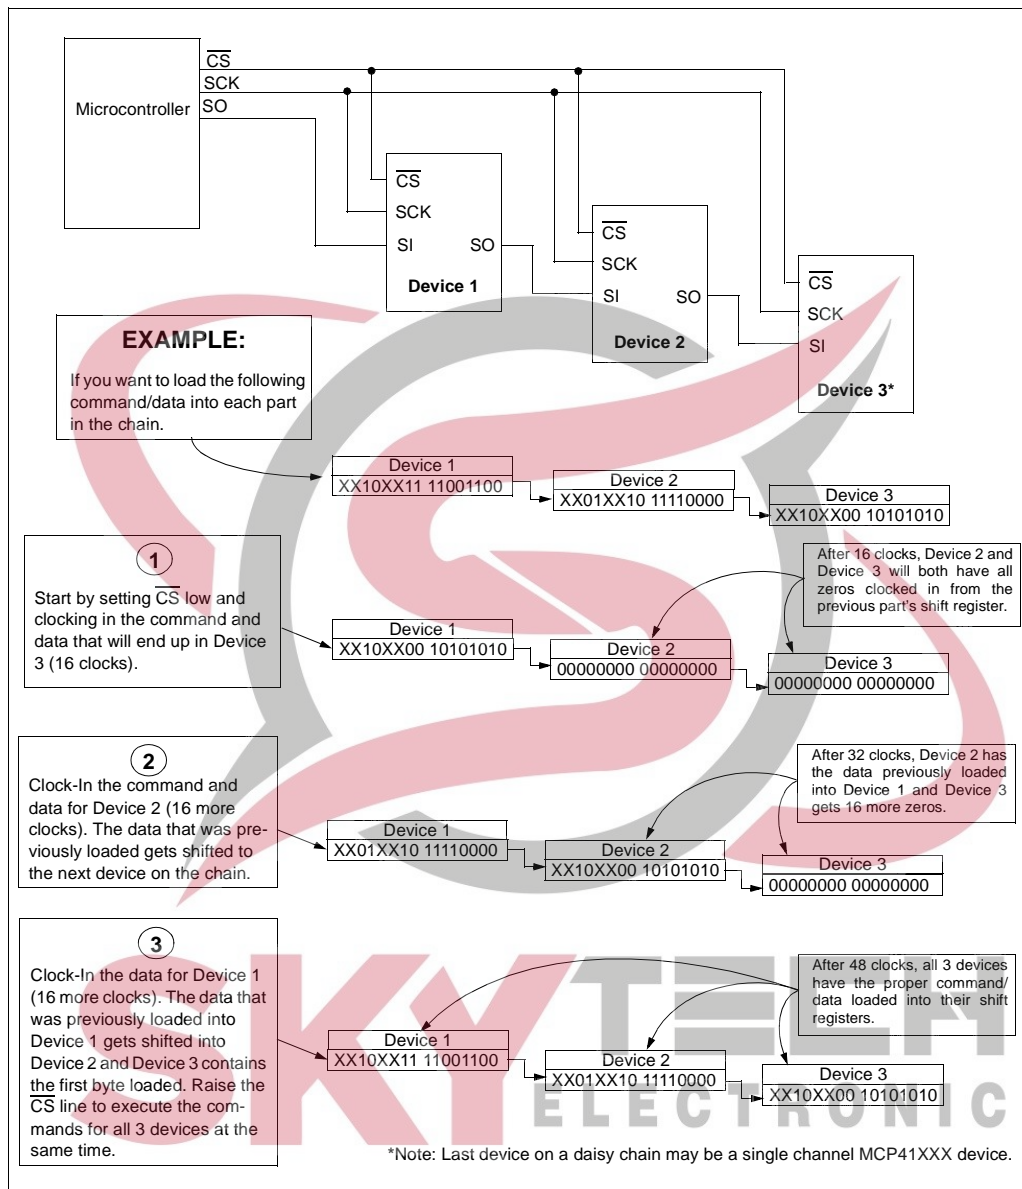 CS
SCK
SO
Microcontroller
CS
SCK
SI SO
Device 1
CS
SCK
SI SO
Device 2
CS
SCK
SI
Device 3*
EXAMPLE:
If you want to load the following
command/data into each part
in the chain.
Device 1
XX10XX11 11001100
Device 2
XX01XX10 11110000
Device 3
XX10XX00 10101010
1
Start by setting CS low and
clocking in the command and
data that will end up in Device
3 (16 clocks).
After 16 clocks, Device 2 and
Device 3 will both have all
zeros clocked in from the
previous part's shift register.
Device 1
XX10XX00 10101010
Device 2
00000000 00000000
Device 3
00000000 00000000
2
Clock-In the command and
data for Device 2 (16 more
clocks). The data that was pre-
viously loaded gets shifted to
the next device on the chain.
After 32 clocks, Device 2 has
the data previously loaded
into Device 1 and Device 3
gets 16 more zeros.
Device 1
XX01XX10 11110000
Device 2
XX10XX00 10101010
Device 3
00000000 00000000
3
Clock-In the data for Device 1
(16 more clocks). The data that
was previously loaded into
Device 1 gets shifted into
Device 2 and Device 3 contains
the first byte loaded. Raise the
CS line to execute the com-
mands for all 3 devices at the
same time.
After 48 clocks, all 3 devices
have the proper command/
data loaded into their shift
registers.
Device 1
XX10XX11 11001100
Device 2
XX01XX10 11110000
Device 3
XX10XX00 10101010
SKYTECH
ELECTRONIC
*Note: Last device on a daisy chain may be a single channel MCP41XXX device.